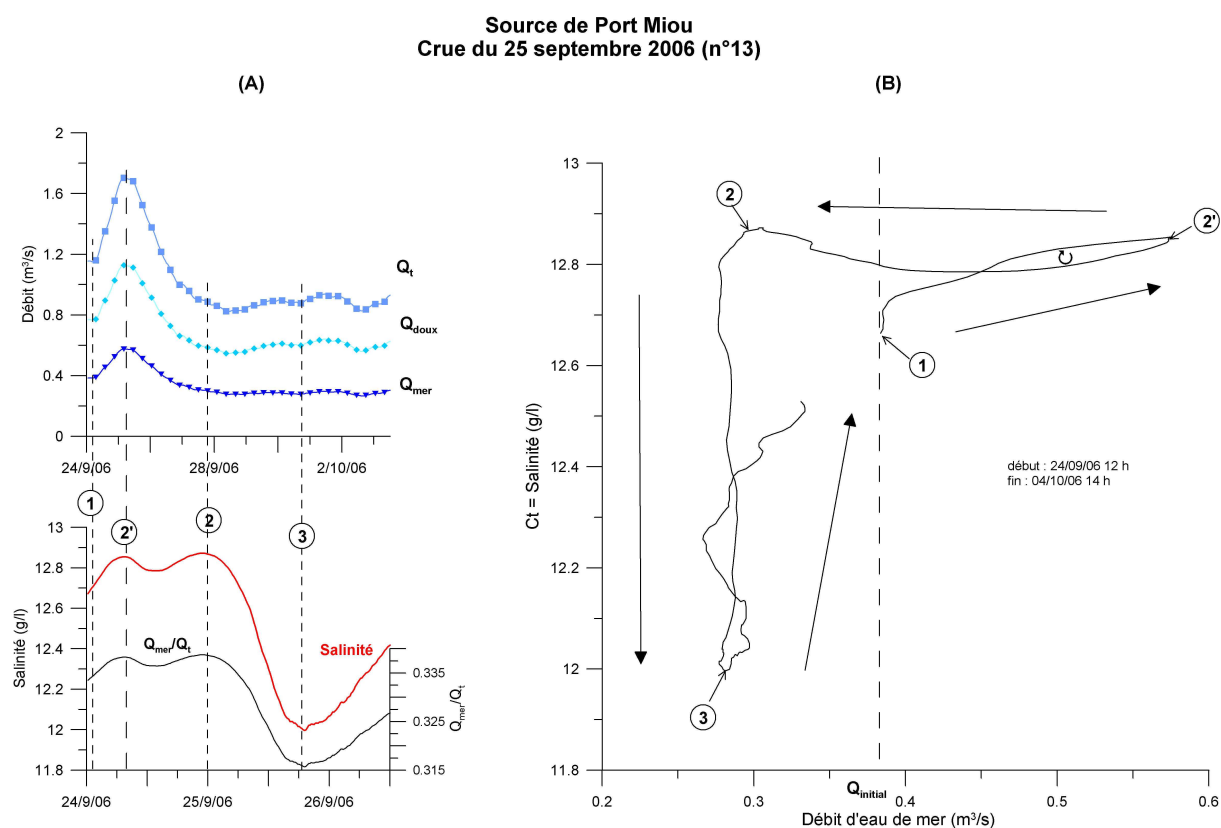 Source de Port Miou
Crue du 25 septembre 2006 (n°13)
(A)
2
1.6
1.2
0.8
0.4
0
Débit (m³/s)
Qt
Qdoux
Qmer
24/9/06
28/9/06
2/10/06
1
2'
2
3
13
12.8
12.6
12.4
12.2
12
11.8
Salinité (g/l)
Qmer/Qt
Salinité
0.335
0.325
0.315
Qmer/Qt
24/9/06
25/9/06
26/9/06
(B)
13
12.8
12.6
12.4
12.2
12
11.8
Ct = Salinité (g/l)
2
2'
1
3
début : 24/09/06 12 h
fin : 04/10/06 14 h
0.2
0.3
0.4
0.5
0.6
Qinitial
Débit d'eau de mer (m³/s)